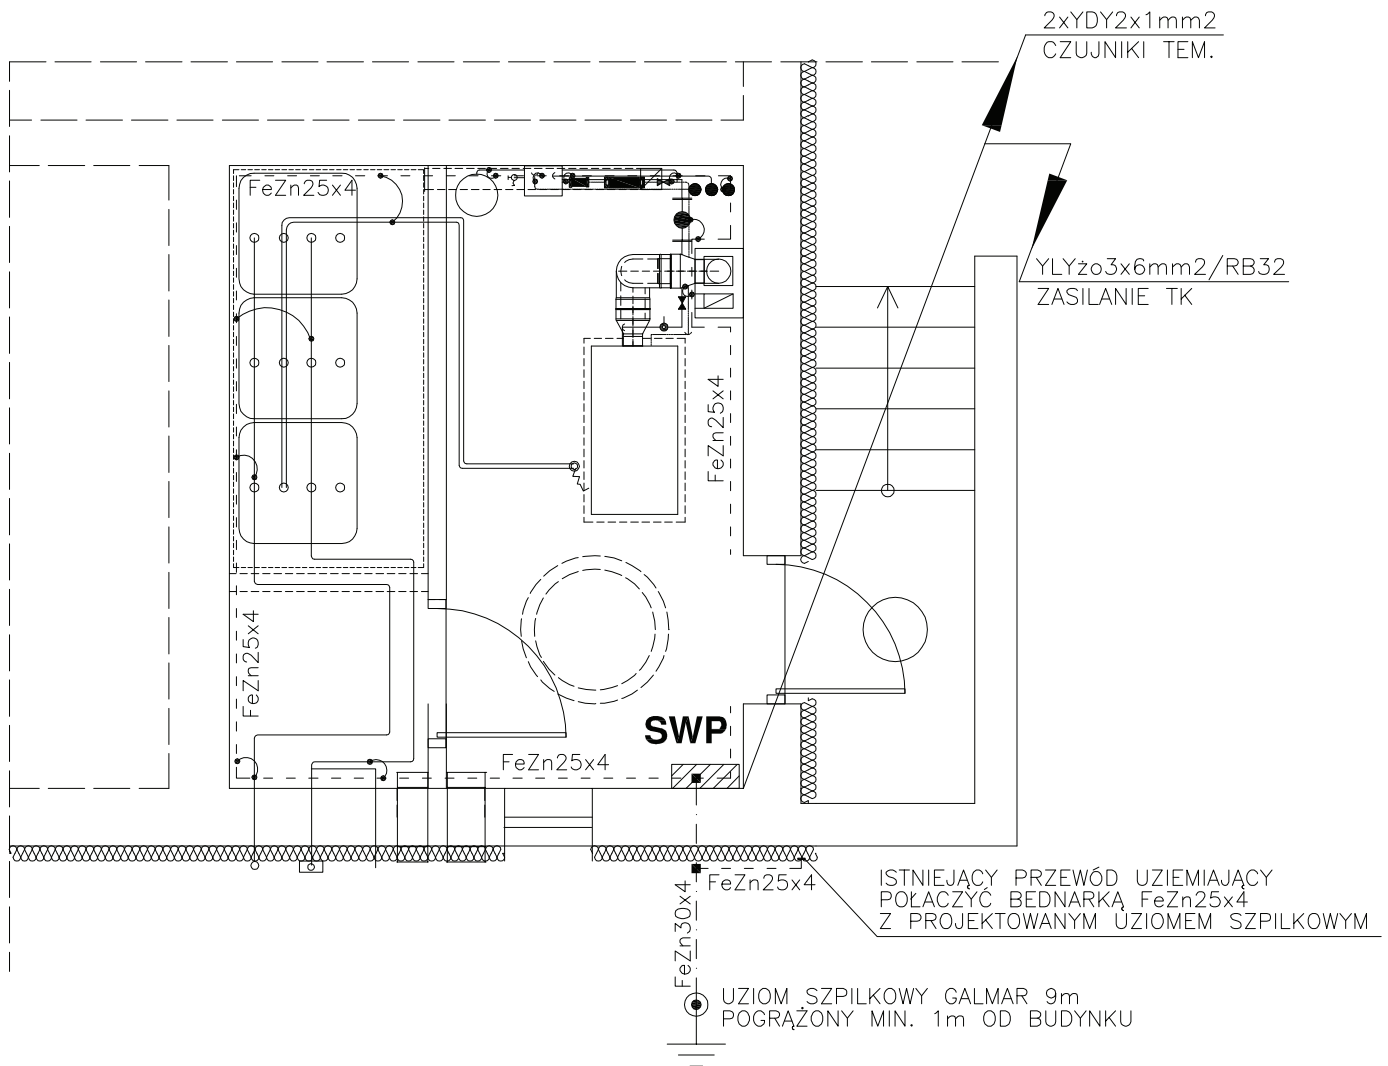 2xYDY2x1mm2
CZUJNIKI TEM.
FeZn25x4
YLYżo3x6mm2/RB32
ZASILANIE TK
FeZn25x4
FeZn25x4
SWP
FeZn25x4
FeZn25x4
ISTNIEJĄCY PRZEWÓD UZIEMIAJĄCY
POŁACZYĆ BEDNARKĄ FeZn25x4
Z PROJEKTOWANYM UZIOMEM SZPILKOWYM
FeZn30x4
UZIOM SZPILKOWY GALMAR 9m
POGRĄŻONY MIN. 1m OD BUDYNKU